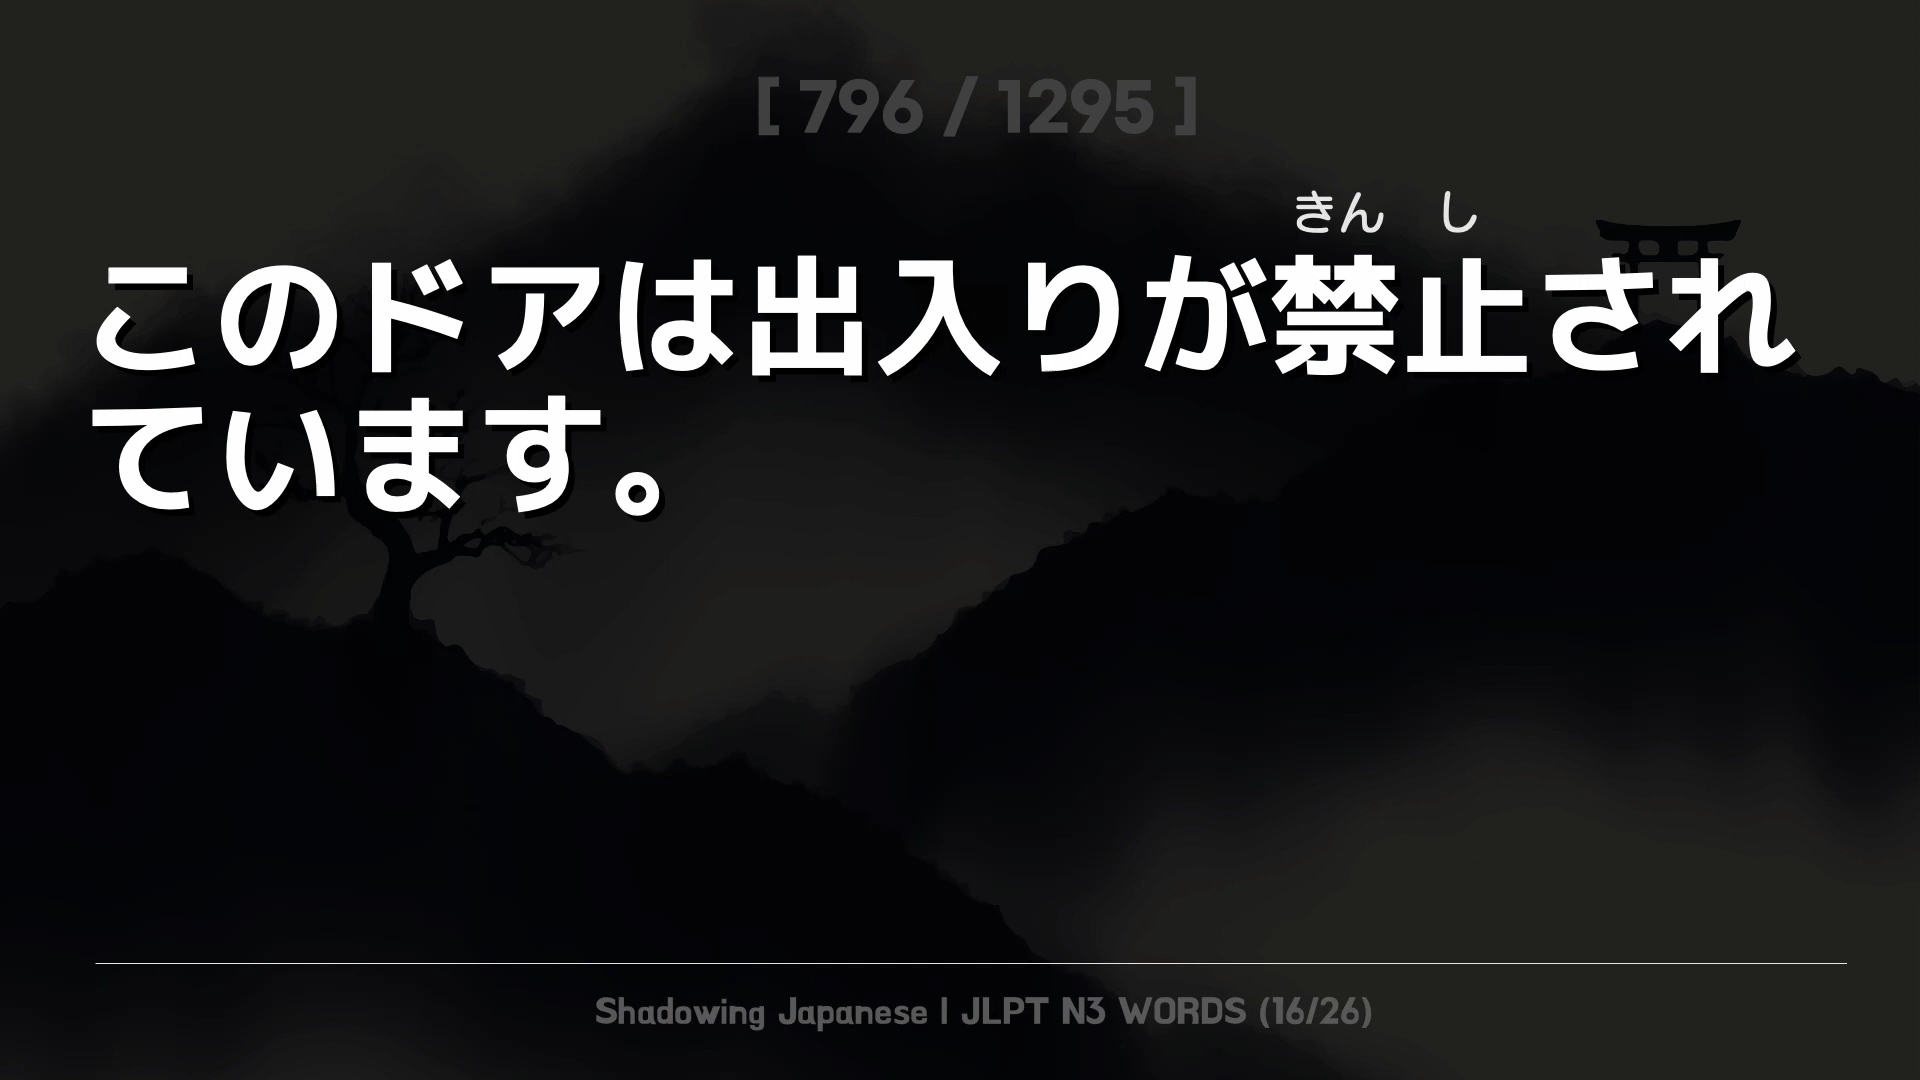 [ 796 / 1295 ]
きん し
このドアは出入りが禁止され
ています。
Shadowing Japanese | JLPT N3 WORDS (16/26)